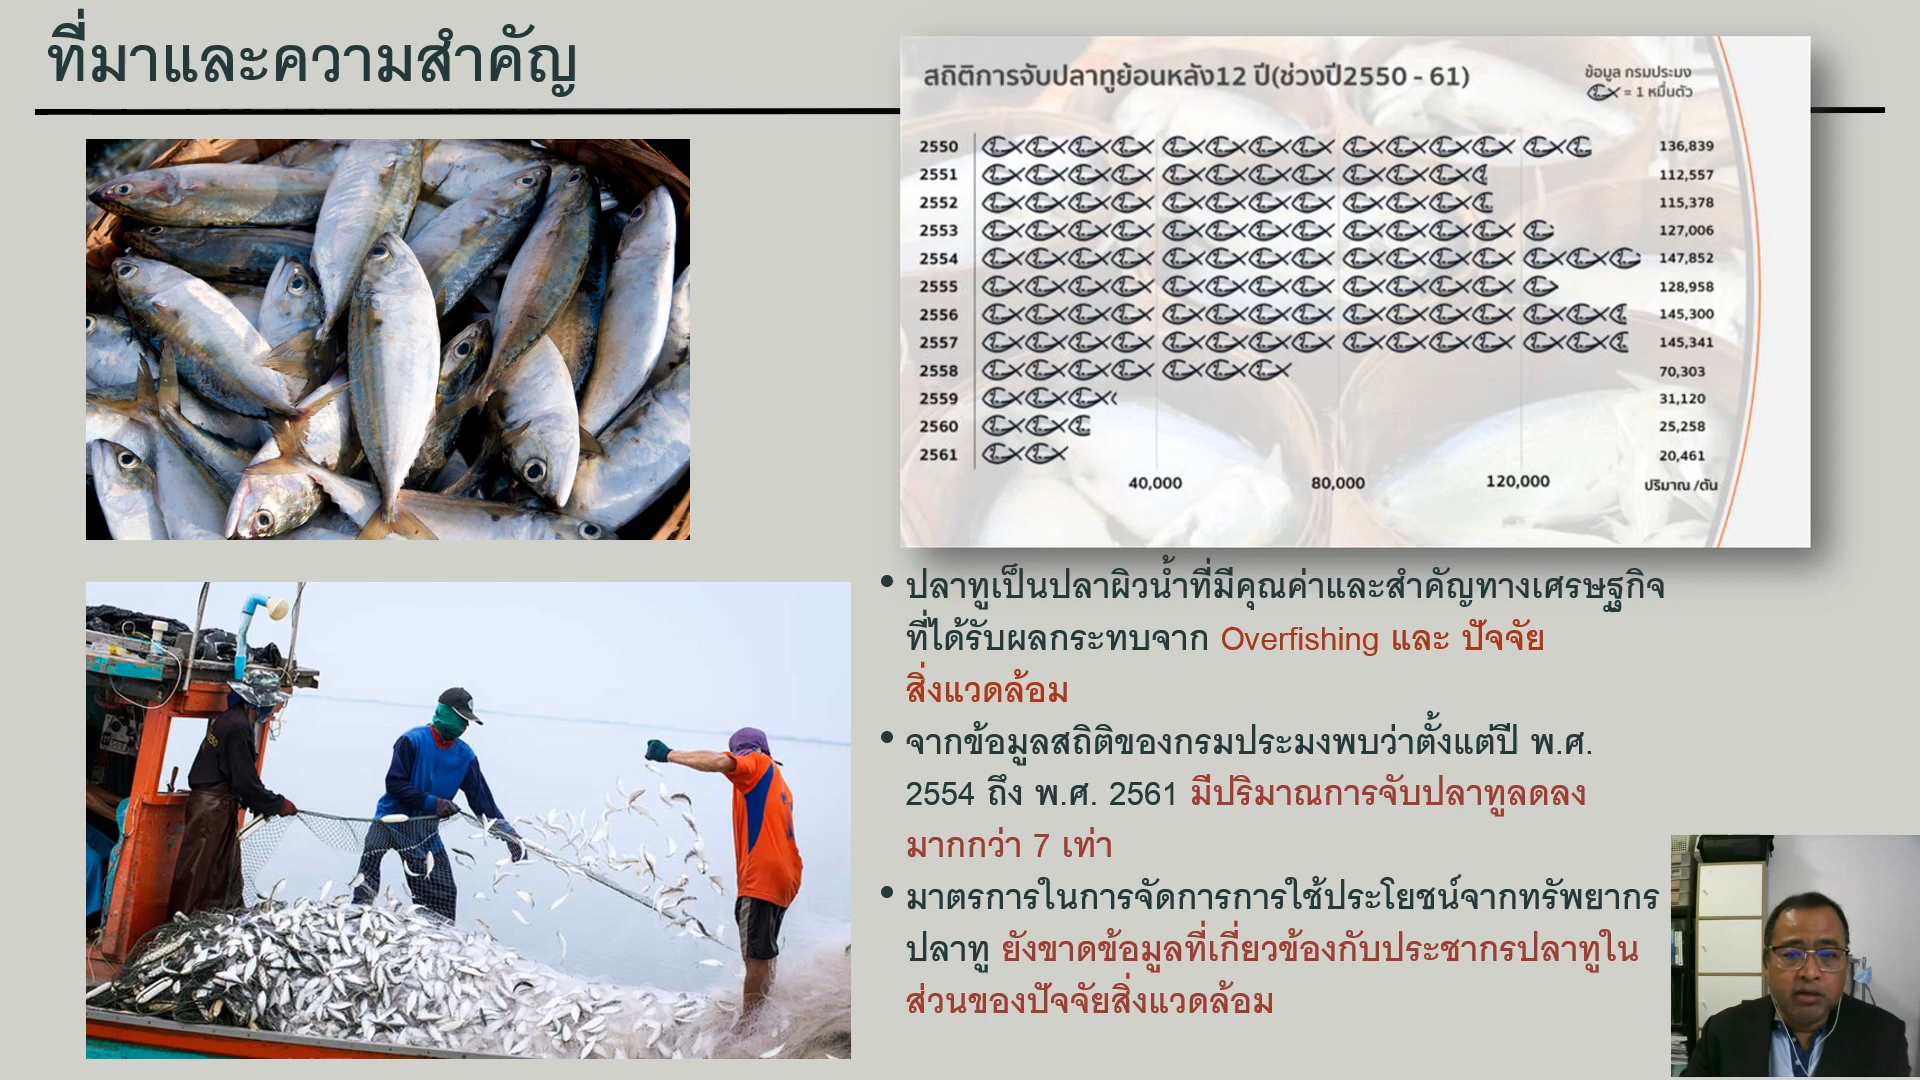 ที่มาและความสำคัญ
สถิติการจับปลาทูย้อนหลัง12 ปี(ช่วงปี2550 - 61)
ข้อมูล กรมประมง
= 1 หมื่นตัว
2550 136,839
2551 112,557
2552 115,378
2553 127,006
2554 147,852
2555 128,958
2556 145,300
2557 145,341
2558 70,303
2559 31,120
2560 25,258
2561 20,461
40,000 80,000 120,000 ปริมาณ /ตัน
• ปลาทูเป็นปลาผิวน้ำที่มีคุณค่าและสำคัญทางเศรษฐกิจ
ที่ได้รับผลกระทบจาก Overfishing และ ปัจจัย
สิ่งแวดล้อม
• จากข้อมูลสถิติของกรมประมงพบว่าตั้งแต่ปี พ.ศ.
2554 ถึง พ.ศ. 2561 มีปริมาณการจับปลาทูลดลง
มากกว่า 7 เท่า
• มาตรการในการจัดการการใช้ประโยชน์จากทรัพยากร
ปลาทู ยังขาดข้อมูลที่เกี่ยวข้องกับประชากรปลาทูใน
ส่วนของปัจจัยสิ่งแวดล้อม